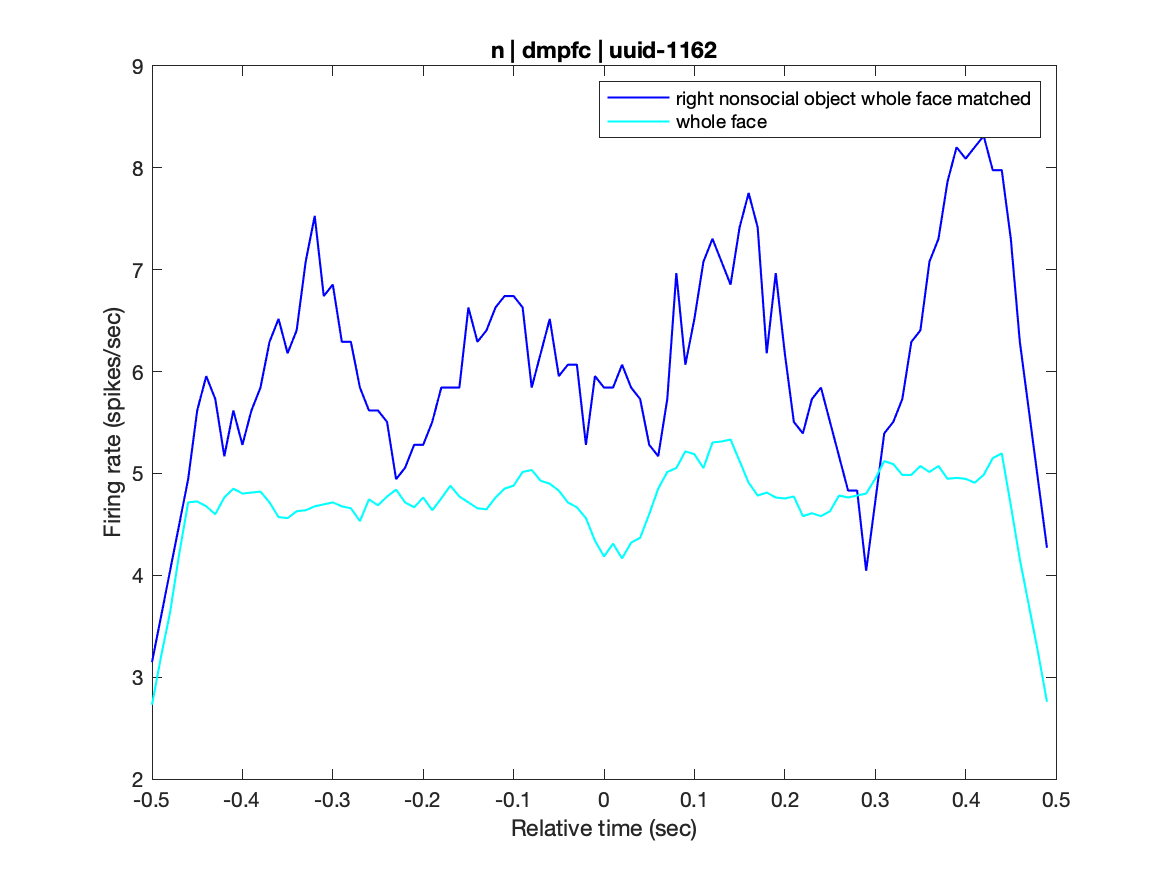 n | dmpfc | uuid-1162
right nonsocial object whole face matched
whole face
9
8
7
6
5
4
3
2
Firing rate (spikes/sec)
-0.5 -0.4 -0.3 -0.2 -0.1 0 0.1 0.2 0.3 0.4 0.5
Relative time (sec)